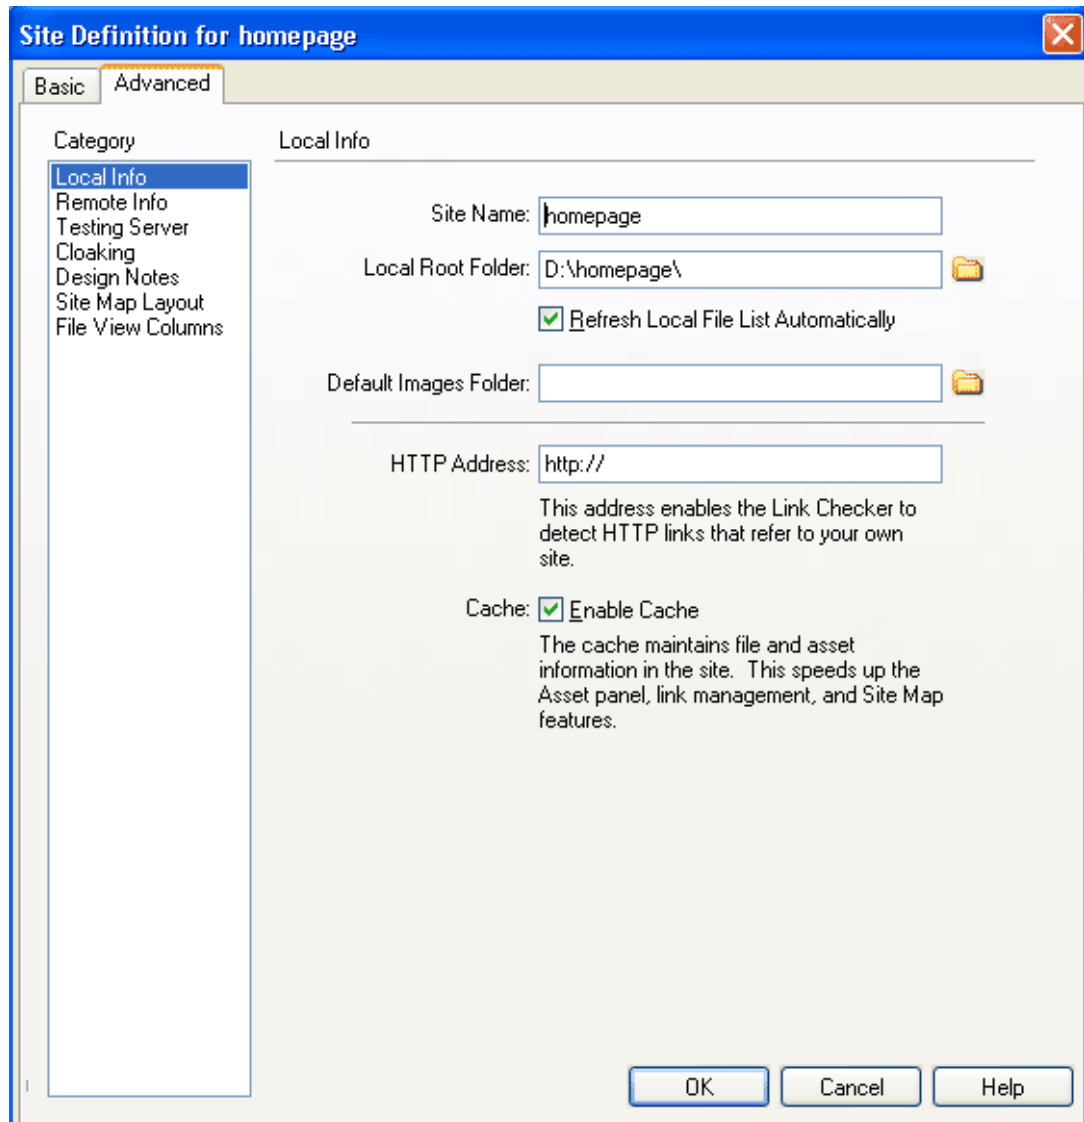 Site Definition for homepage
Basic
Advanced
Category
Local Info
Remote Info
Testing Server
Cloaking
Design Notes
Site Map Layout
File View Columns
Local Info
Site Name: homepage
Local Root Folder: D:\homepage\
Refresh Local File List Automatically
Default Images Folder:
HTTP Address: http://
This address enables the Link Checker to
detect HTTP links that refer to your own
site.
Cache: Enable Cache
The cache maintains file and asset
information in the site. This speeds up the
Asset panel, link management, and Site Map
features.
OK
Cancel
Help